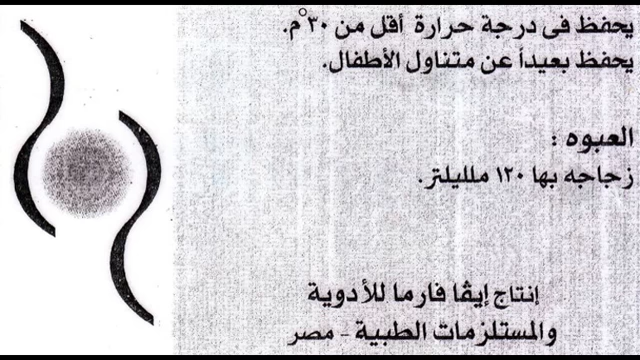 يحفظ فى درجة حرارة أقل من ٣٠°م.
يحفظ بعيداً عن متناول الأطفال.
العبوه :
زجاجه بها ١٢٠ ملليلتر.
إنتاج إيڤا فارما للأدوية
والمستلزمات الطبية - مصر